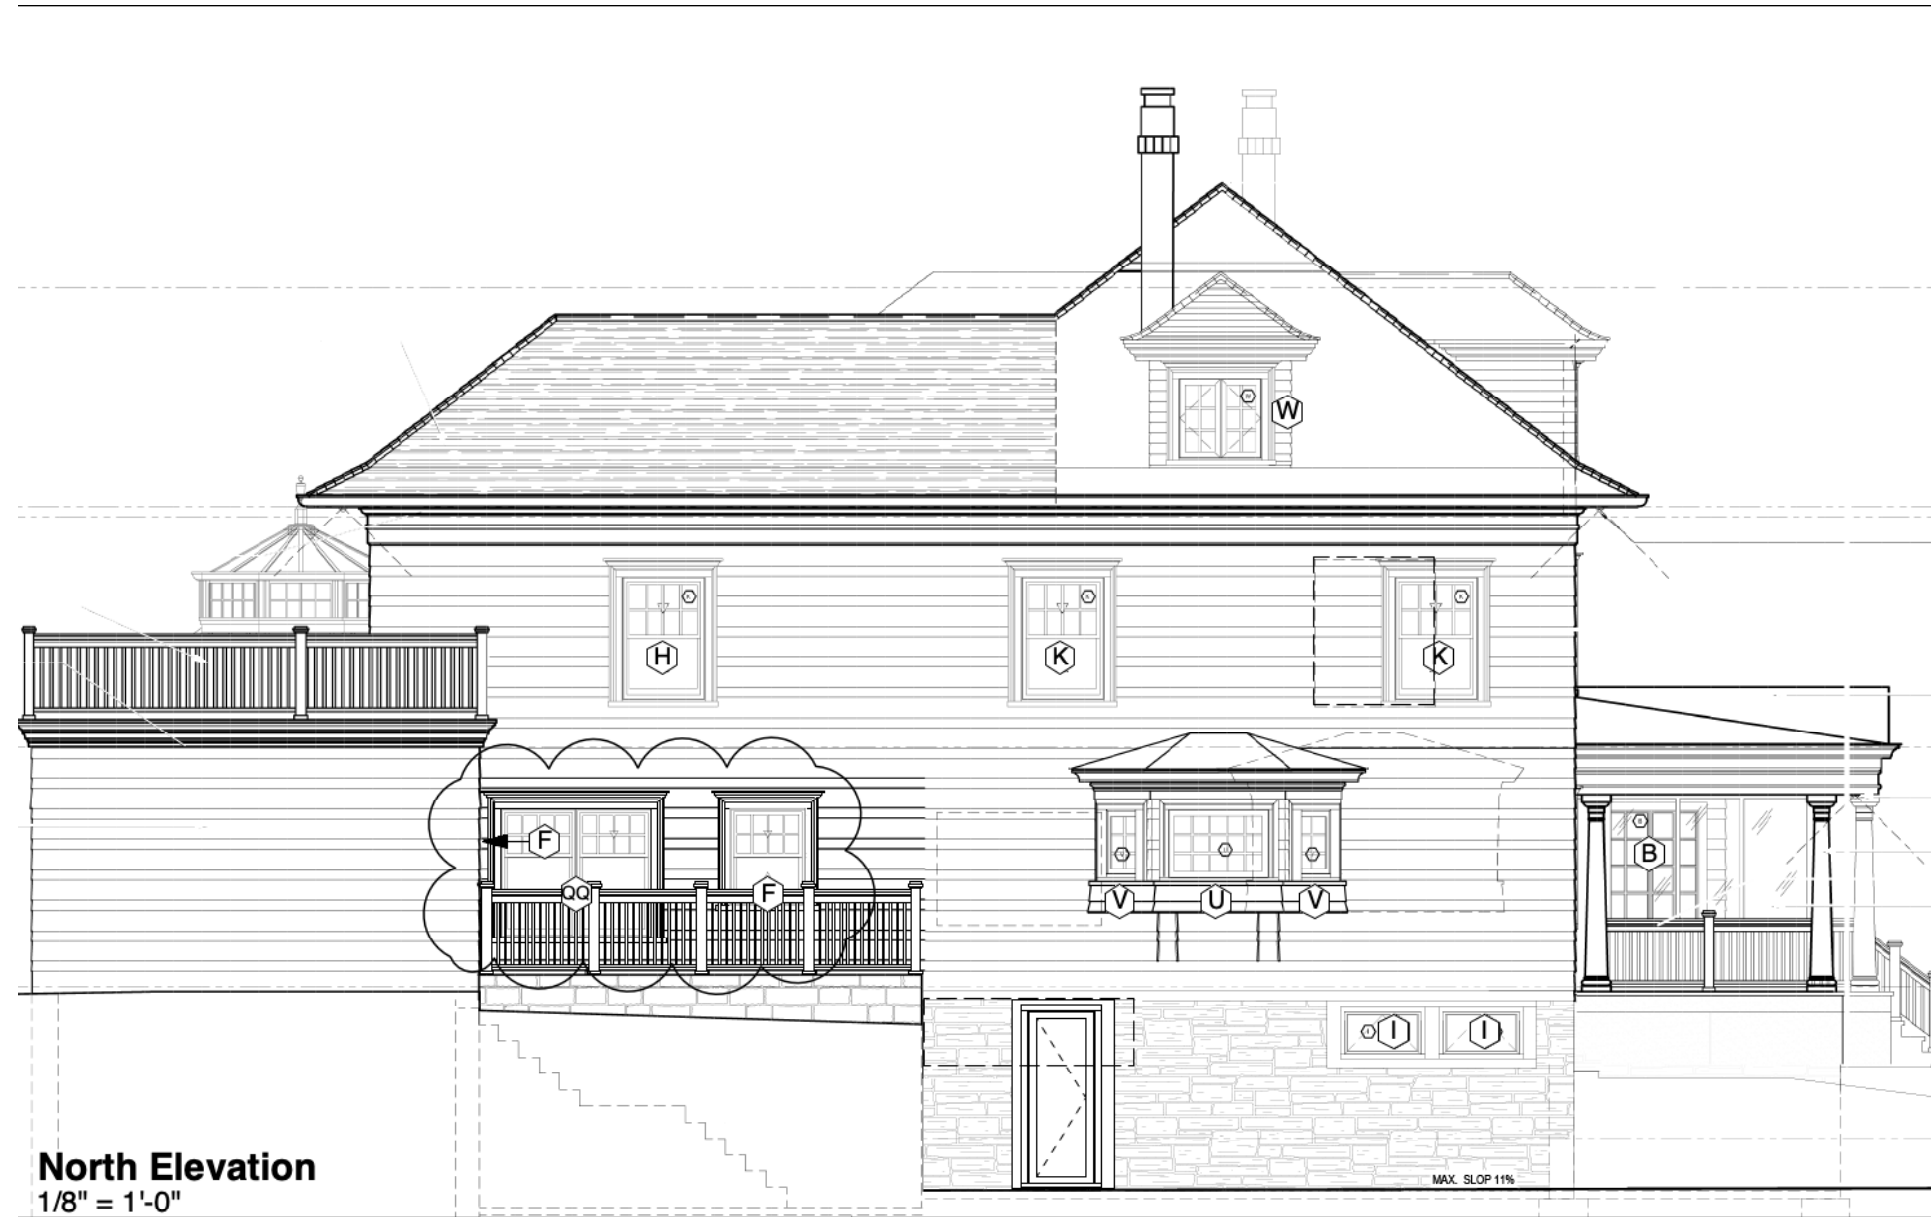 W
H
K
K
F
B
QQ
F
V
U
V
I
I
MAX. SLOP 11%
North Elevation
1/8" = 1'-0"